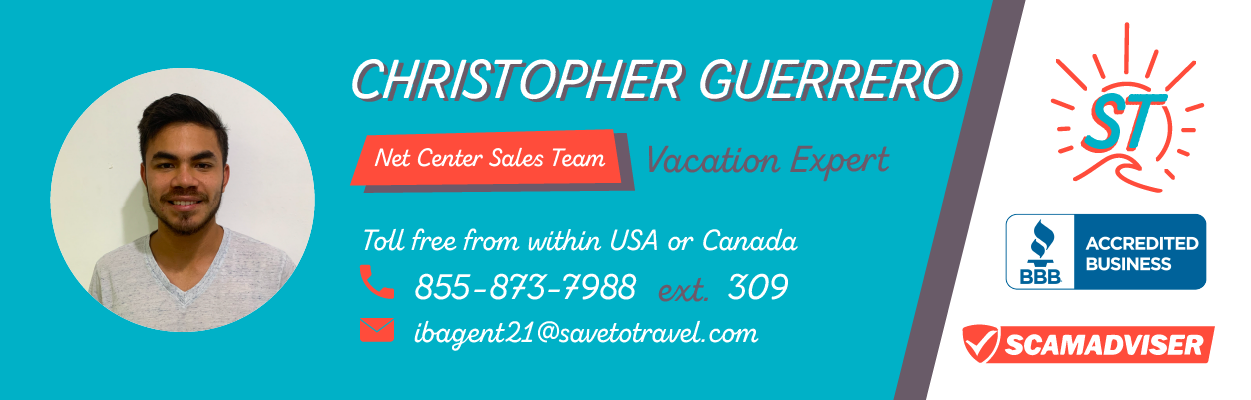 CHRISTOPHER GUERRERO
Net Center Sales Team
Vacation Expert
Toll free from within USA or Canada
855-873-7988 ext. 309
ibagent21@savetotravel.com
ST
BBB
ACCREDITED
BUSINESS
SCAMADVISER